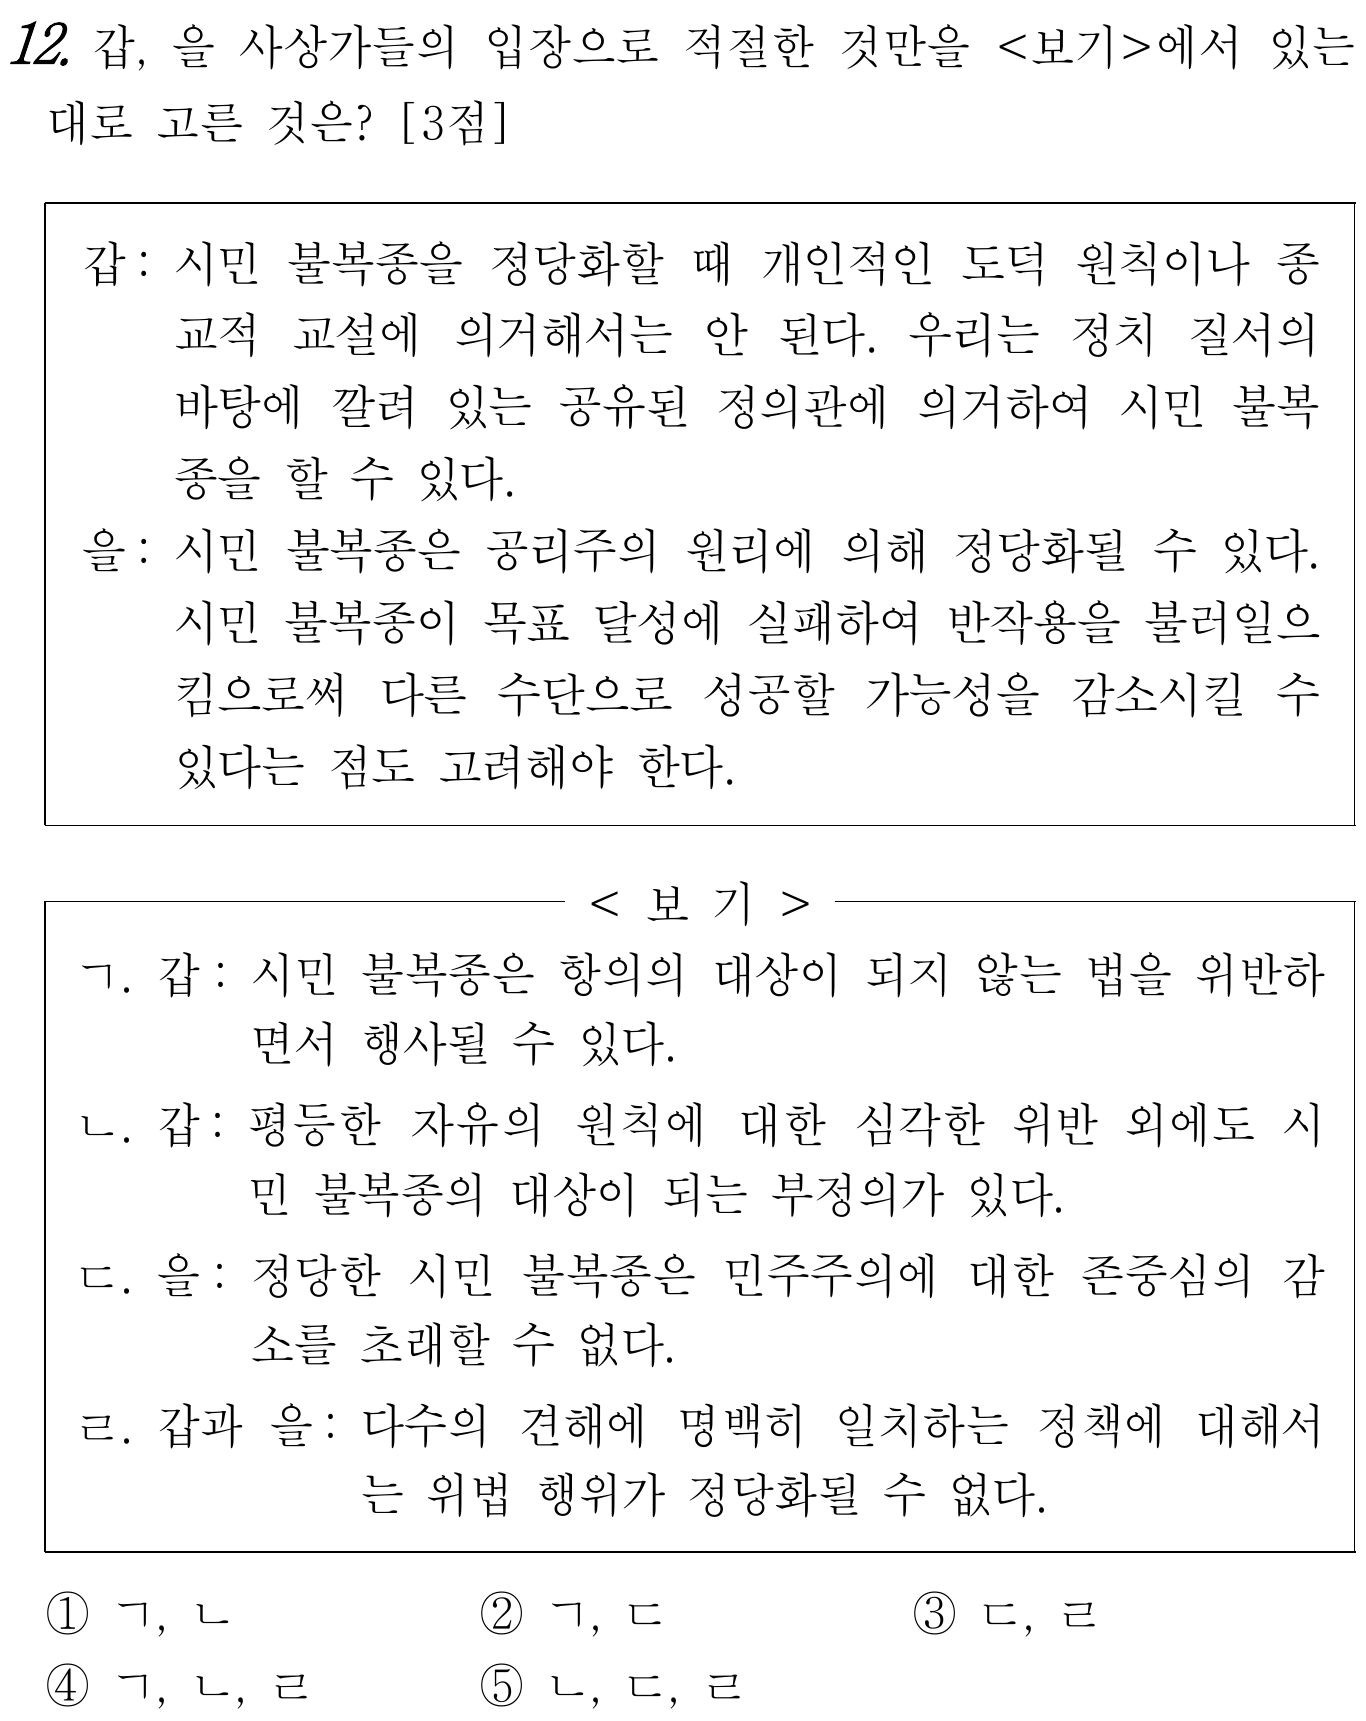 12. 갑, 을 사상가들의 입장으로 적절한 것만을 <보기>에서 있는
대로 고른 것은? [3점]
갑: 시민 불복종을 정당화할 때 개인적인 도덕 원칙이나 종
교적 교설에 의거해서는 안 된다. 우리는 정치 질서의
바탕에 깔려 있는 공유된 정의관에 의거하여 시민 불복
종을 할 수 있다.
을: 시민 불복종은 공리주의 원리에 의해 정당화될 수 있다.
시민 불복종이 목표 달성에 실패하여 반작용을 불러일으
킴으로써 다른 수단으로 성공할 가능성을 감소시킬 수
있다는 점도 고려해야 한다.
< 보 기 >
ㄱ. 갑: 시민 불복종은 항의의 대상이 되지 않는 법을 위반하
면서 행사될 수 있다.
ㄴ. 갑: 평등한 자유의 원칙에 대한 심각한 위반 외에도 시
민 불복종의 대상이 되는 부정의가 있다.
ㄷ. 을: 정당한 시민 불복종은 민주주의에 대한 존중심의 감
소를 초래할 수 없다.
ㄹ. 갑과 을: 다수의 견해에 명백히 일치하는 정책에 대해서
는 위법 행위가 정당화될 수 없다.
① ㄱ, ㄴ ② ㄱ, ㄷ ③ ㄷ, ㄹ
④ ㄱ, ㄴ, ㄹ ⑤ ㄴ, ㄷ, ㄹ